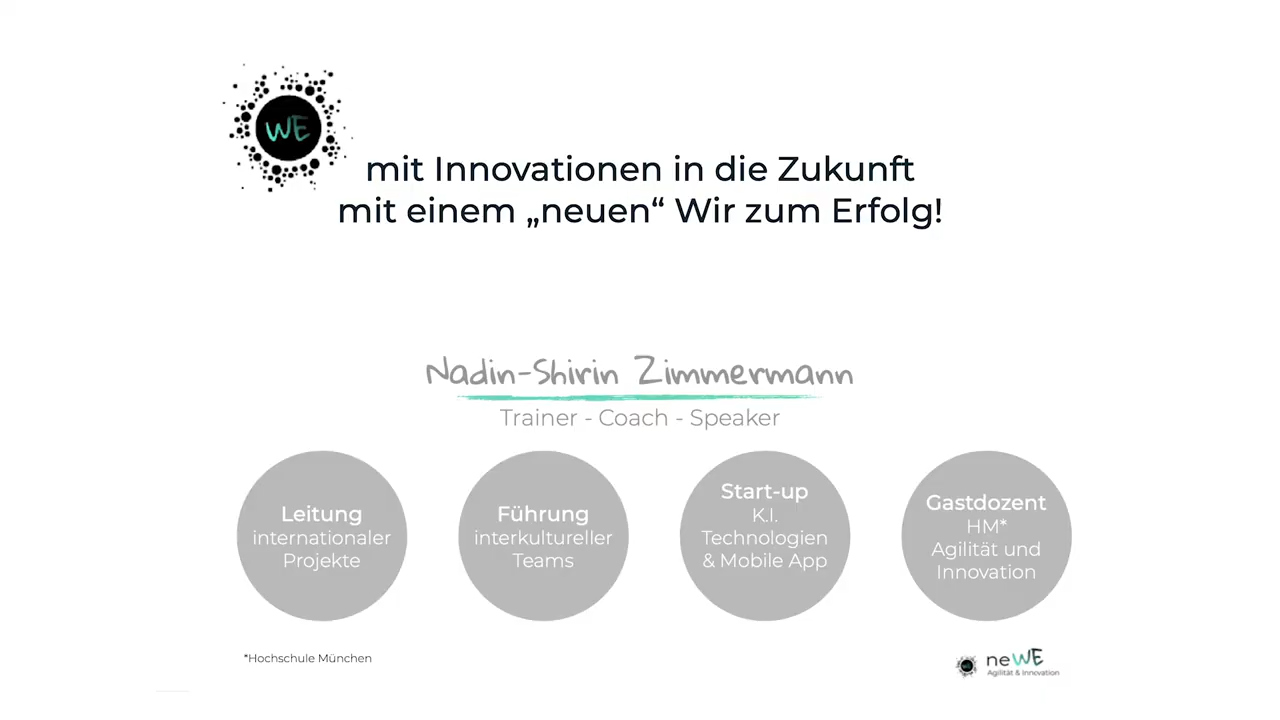 WE
mit Innovationen in die Zukunft
mit einem „neuen“ Wir zum Erfolg!
Nadin-Shirin Zimmermann
Trainer - Coach - Speaker
Leitung
internationaler
Projekte
Führung
interkultureller
Teams
Start-up
K.I.
Technologien
& Mobile App
Gastdozent
HM*
Agilität und
Innovation
*Hochschule München
WE
neWE
Agilität & Innovation